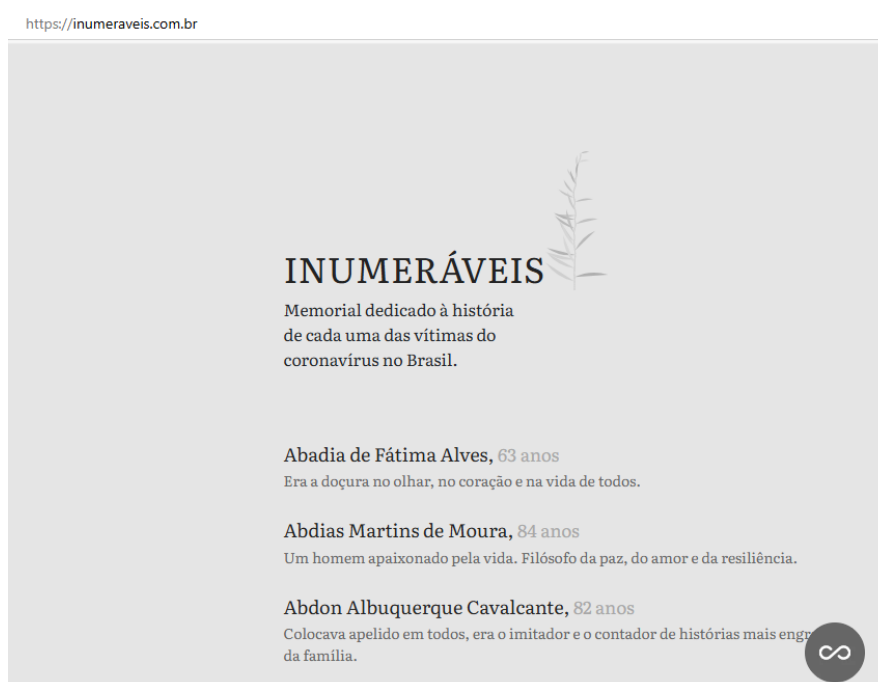 https://inumeraveis.com.br
INUMERÁVEIS
Memorial dedicado à história
de cada uma das vítimas do
coronavírus no Brasil.
Abadia de Fátima Alves, 63 anos
Era a doçura no olhar, no coração e na vida de todos.
Abdias Martins de Moura, 84 anos
Um homem apaixonado pela vida. Filósofo da paz, do amor e da resiliência.
Abdon Albuquerque Cavalcante, 82 anos
Colocava apelido em todos, era o imitador e o contador de histórias mais
da família.